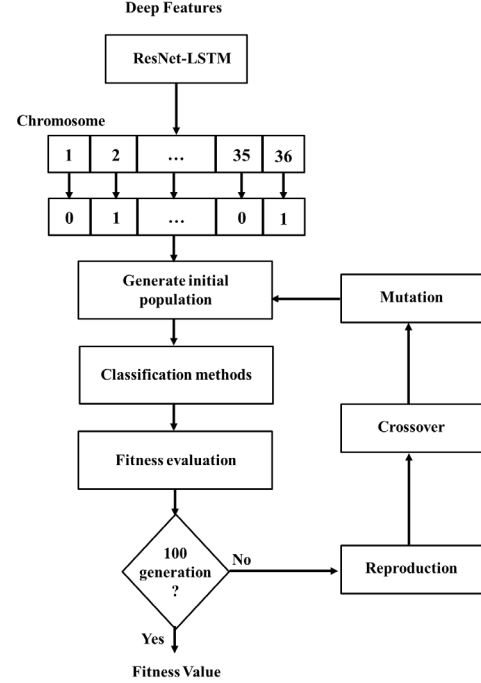 Deep Features
ResNet-LSTM
Chromosome
1 2 ... 35 36
0 1 ... 0 1
Generate initial
population
Mutation
Classification methods
Crossover
Fitness evaluation
100
generation
?
No
Reproduction
Yes
Fitness Value